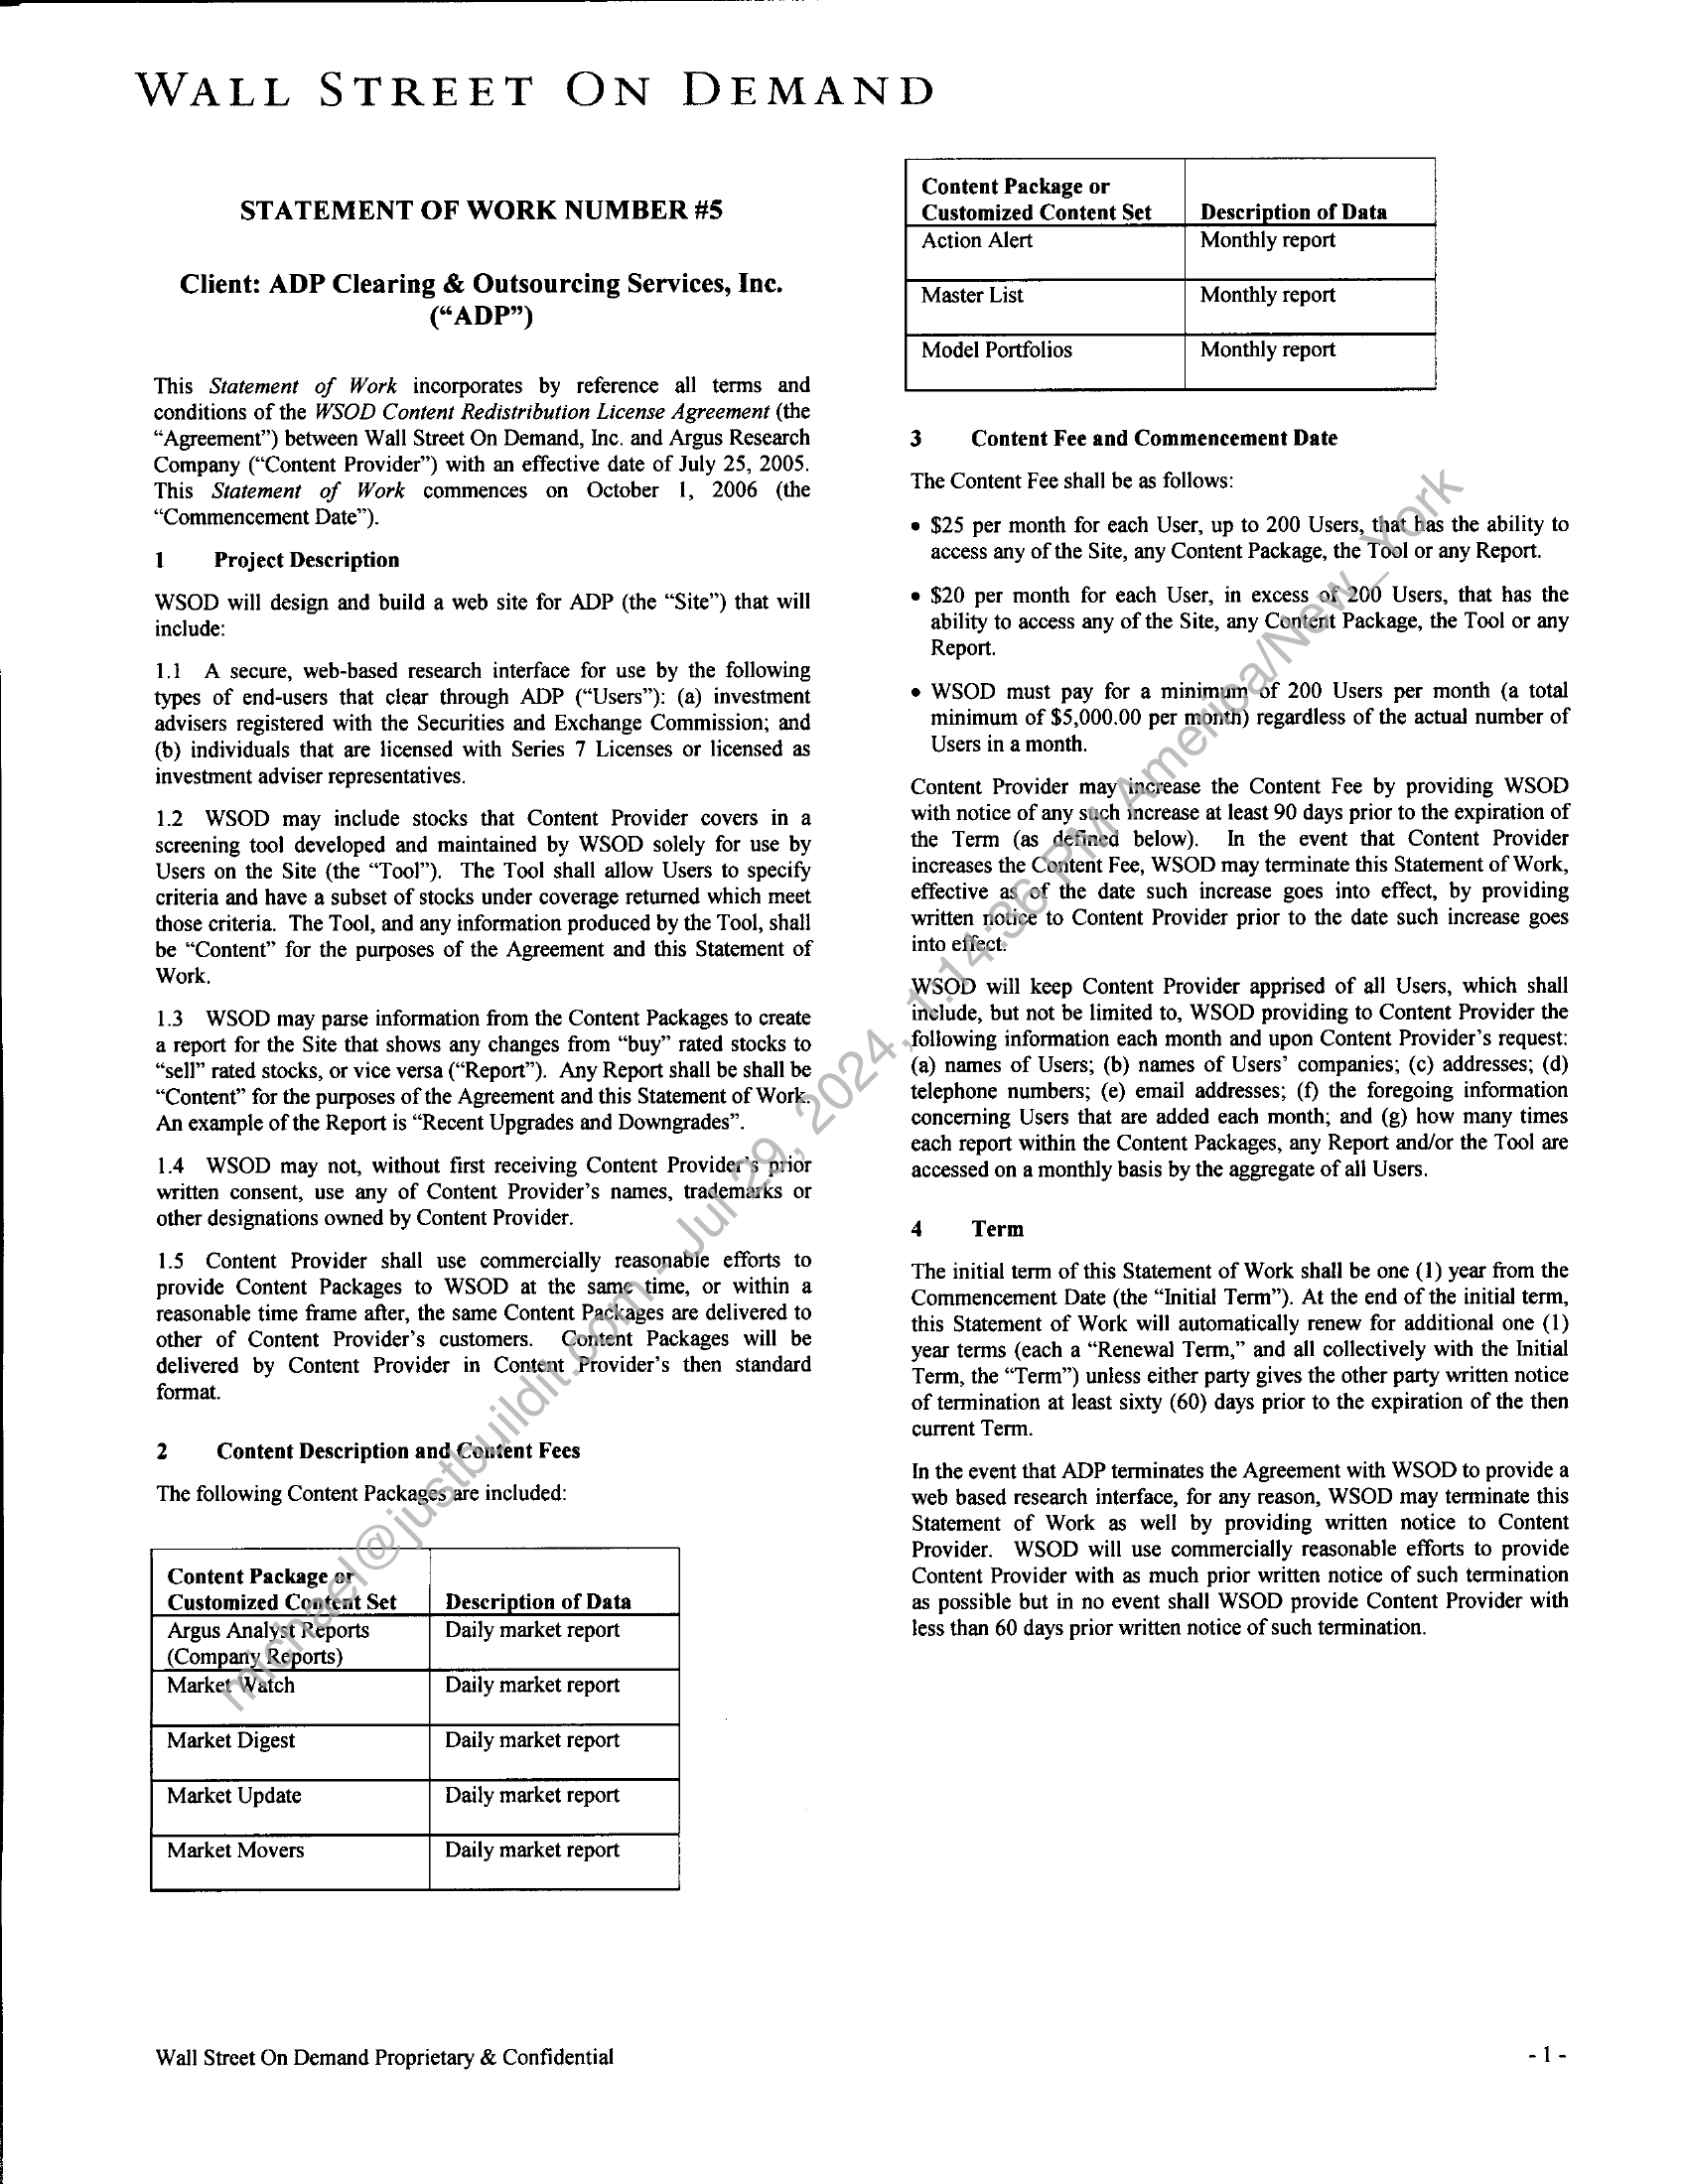 WALL STREET ON DEMAND
STATEMENT OF WORK NUMBER #5
Client: ADP Clearing & Outsourcing Services, Inc.
(“ADP”)
This Statement of Work incorporates by reference all terms and
conditions of the WSOD Content Redistribution License Agreement (the
“Agreement”) between Wall Street On Demand, Inc. and Argus Research
Company (“Content Provider”) with an effective date of July 25, 2005.
This Statement of Work commences on October 1, 2006 (the
“Commencement Date”).
1 Project Description
WSOD will design and build a web site for ADP (the “Site”) that will
include:
1.1 A secure, web-based research interface for use by the following
types of end-users that clear through ADP (“Users”): (a) investment
advisers registered with the Securities and Exchange Commission; and
(b) individuals that are licensed with Series 7 Licenses or licensed as
investment adviser representatives.
1.2 WSOD may include stocks that Content Provider covers in a
screening tool developed and maintained by WSOD solely for use by
Users on the Site (the “Tool”). The Tool shall allow Users to specify
criteria and have a subset of stocks under coverage returned which meet
those criteria. The Tool, and any information produced by the Tool, shall
be “Content” for the purposes of the Agreement and this Statement of
Work.
1.3 WSOD may parse information from the Content Packages to create
a report for the Site that shows any changes from “buy” rated stocks to
“sell” rated stocks, or vice versa (“Report”). Any Report shall be shall be
“Content” for the purposes of the Agreement and this Statement of Work.
An example of the Report is “Recent Upgrades and Downgrades”.
1.4 WSOD may not, without first receiving Content Provider’s prior
written consent, use any of Content Provider’s names, trademarks or
other designations owned by Content Provider.
1.5 Content Provider shall use commercially reasonable efforts to
provide Content Packages to WSOD at the same time, or within a
reasonable time frame after, the same Content Packages are delivered to
other of Content Provider’s customers. Content Packages will be
delivered by Content Provider in Content Provider’s then standard
format.
2 Content Description and Content Fees
The following Content Packages are included:
Content Package or
Customized Content Set Description of Data
Argus Analyst Reports Daily market report
(Company Reports)
Market Watch Daily market report
Market Digest Daily market report
Market Update Daily market report
Market Movers Daily market report
Content Package or
Customized Content Set Description of Data
Action Alert Monthly report
Master List Monthly report
Model Portfolios Monthly report
3 Content Fee and Commencement Date
The Content Fee shall be as follows:
• $25 per month for each User, up to 200 Users, that has the ability to
access any of the Site, any Content Package, the Tool or any Report.
• $20 per month for each User, in excess of 200 Users, that has the
ability to access any of the Site, any Content Package, the Tool or any
Report.
• WSOD must pay for a minimum of 200 Users per month (a total
minimum of $5,000.00 per month) regardless of the actual number of
Users in a month.
Content Provider may increase the Content Fee by providing WSOD
with notice of any such increase at least 90 days prior to the expiration of
the Term (as defined below). In the event that Content Provider
increases the Content Fee, WSOD may terminate this Statement of Work,
effective as of the date such increase goes into effect, by providing
written notice to Content Provider prior to the date such increase goes
into effect.
WSOD will keep Content Provider apprised of all Users, which shall
include, but not be limited to, WSOD providing to Content Provider the
following information each month and upon Content Provider’s request:
(a) names of Users; (b) names of Users’ companies; (c) addresses; (d)
telephone numbers; (e) email addresses; (f) the foregoing information
concerning Users that are added each month; and (g) how many times
each report within the Content Packages, any Report and/or the Tool are
accessed on a monthly basis by the aggregate of all Users.
4 Term
The initial term of this Statement of Work shall be one (1) year from the
Commencement Date (the “Initial Term”). At the end of the initial term,
this Statement of Work will automatically renew for additional one (1)
year terms (each a “Renewal Term,” and all collectively with the Initial
Term, the “Term”) unless either party gives the other party written notice
of termination at least sixty (60) days prior to the expiration of the then
current Term.
In the event that ADP terminates the Agreement with WSOD to provide a
web based research interface, for any reason, WSOD may terminate this
Statement of Work as well by providing written notice to Content
Provider. WSOD will use commercially reasonable efforts to provide
Content Provider with as much prior written notice of such termination
as possible but in no event shall WSOD provide Content Provider with
less than 60 days prior written notice of such termination.
michael@justbuildit.com - Jul 29, 2024, 1:14:36 PM America/New_York
Wall Street On Demand Proprietary & Confidential
- 1 -